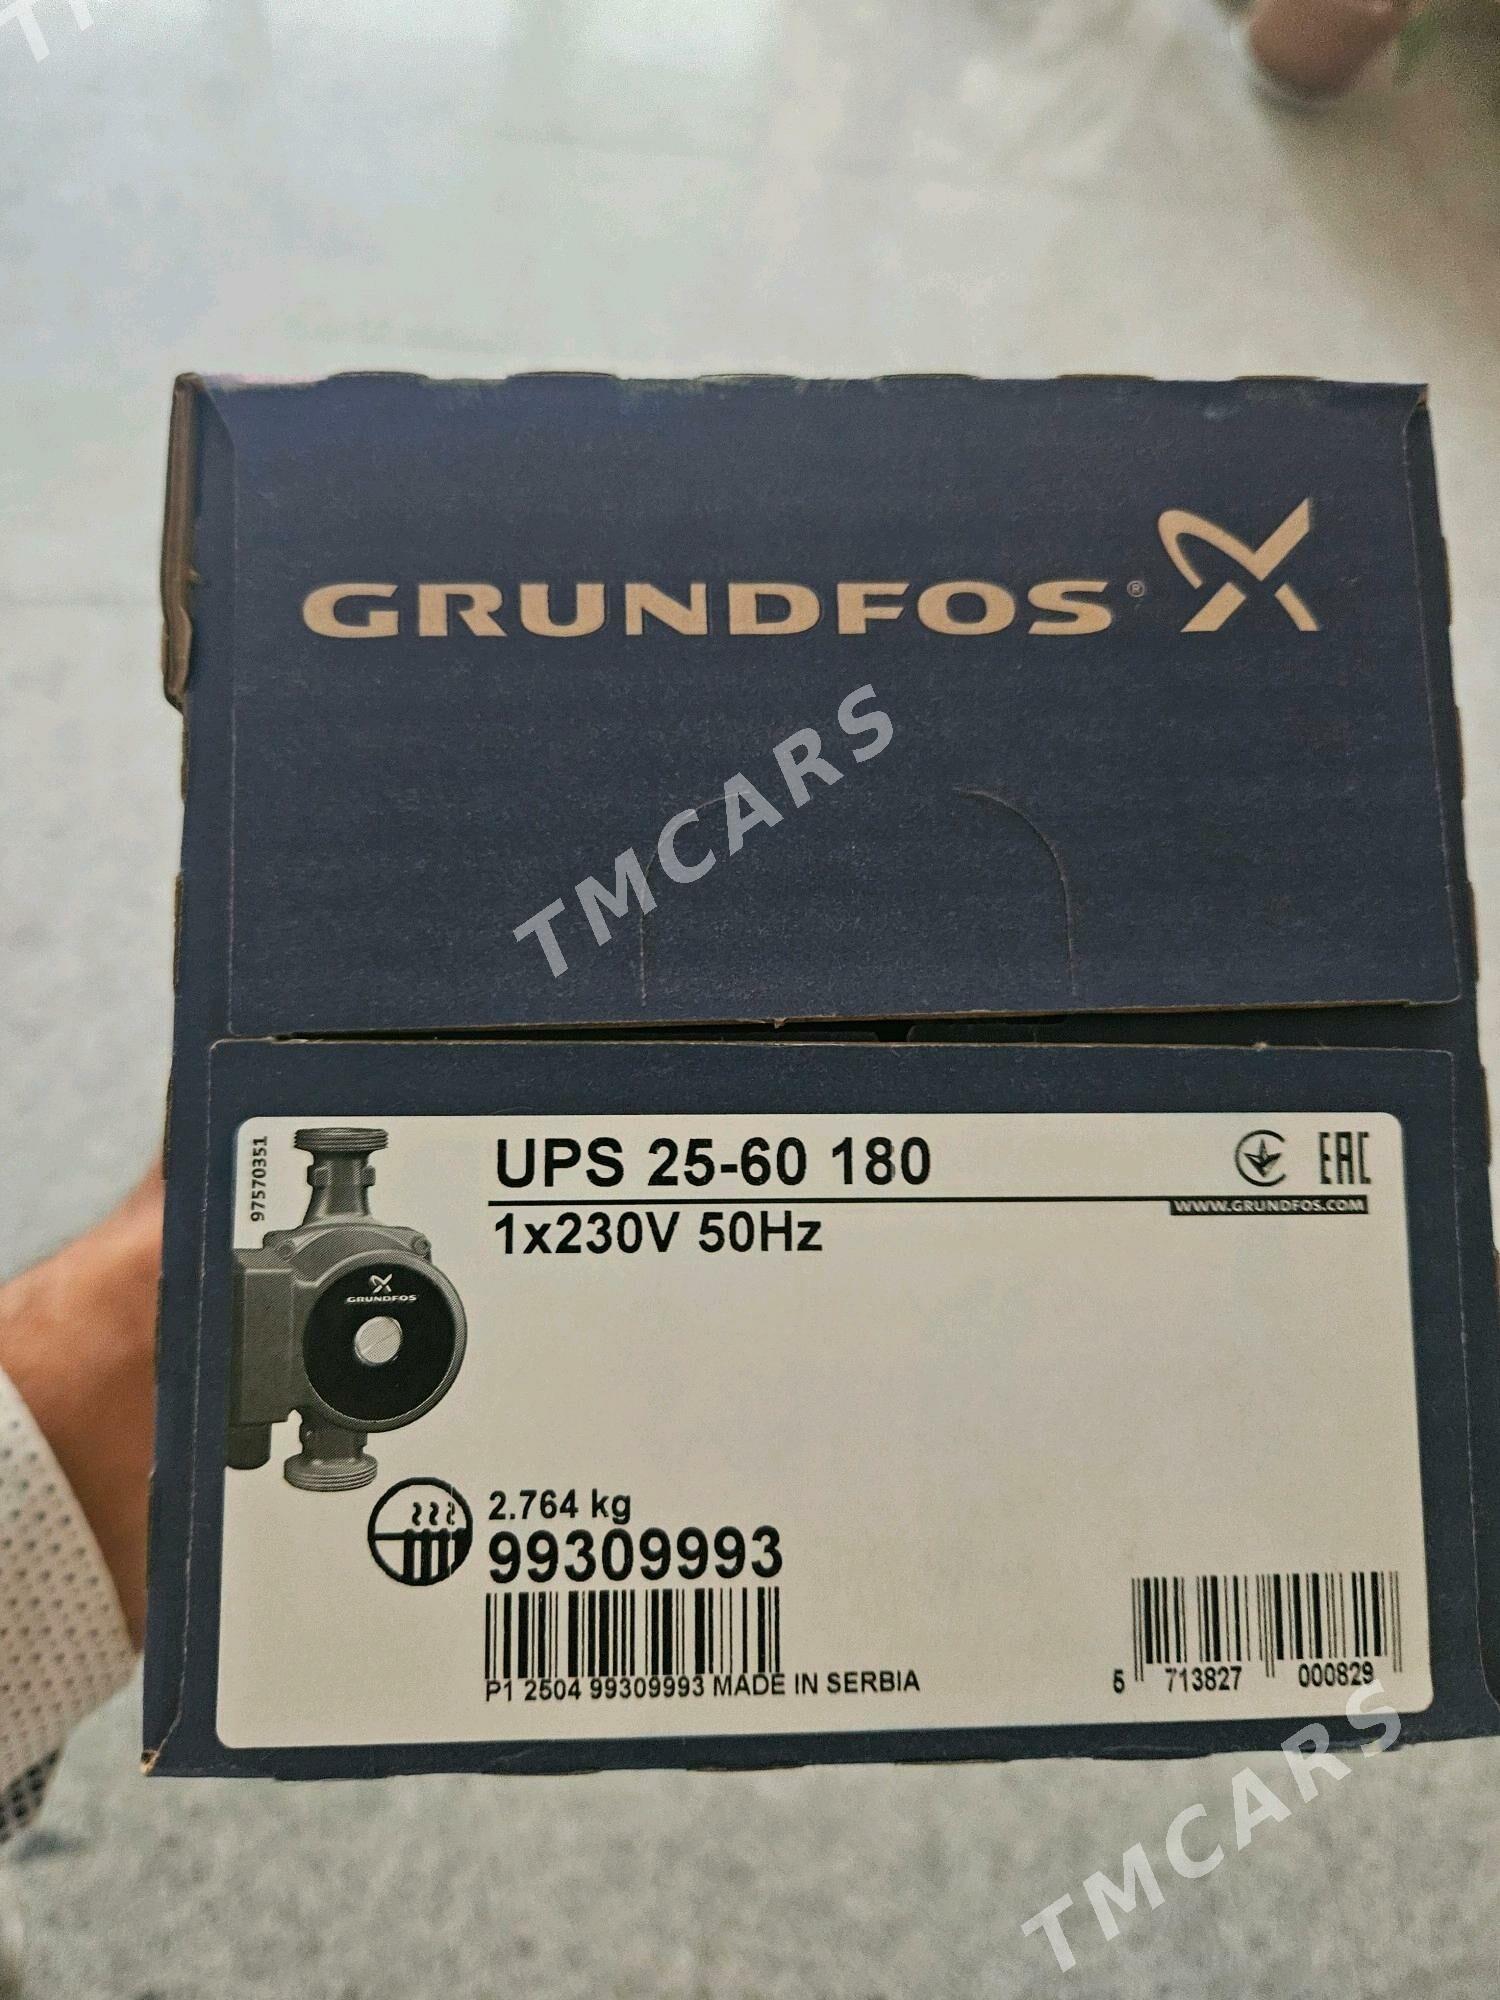 GRUNDFOS®
TMCARS
97570351
UPS 25-60 180
EAC
WWW.GRUNDFOS.COM
1x230V 50Hz
GRUNDFOS
2.764 kg
99309993
P1 2504 99309993 MADE IN SERBIA
5 713827 000829
TMCARS